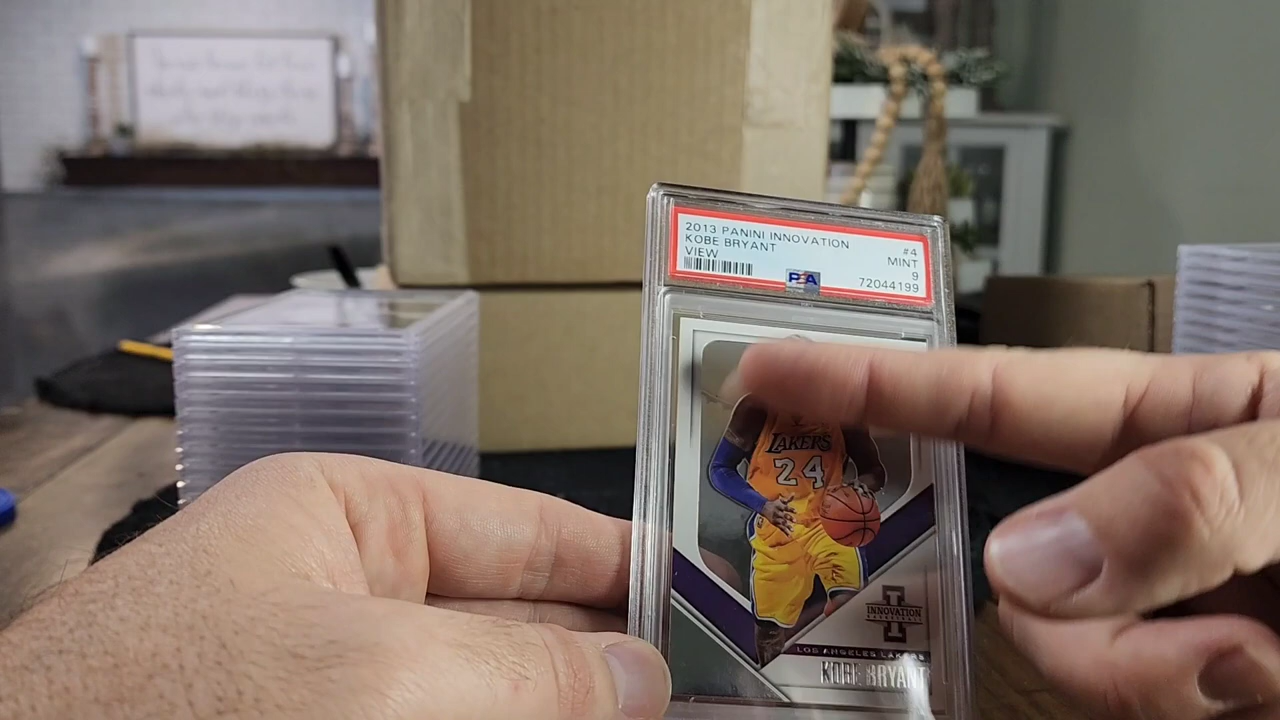 2013 PANINI INNOVATION #4
KOBE BRYANT MINT
VIEW 9
PSA 72044199
LAKERS
24
INNOVATION
BASKETBALL
LOS ANGELES LAKERS
KOBE BRYANT